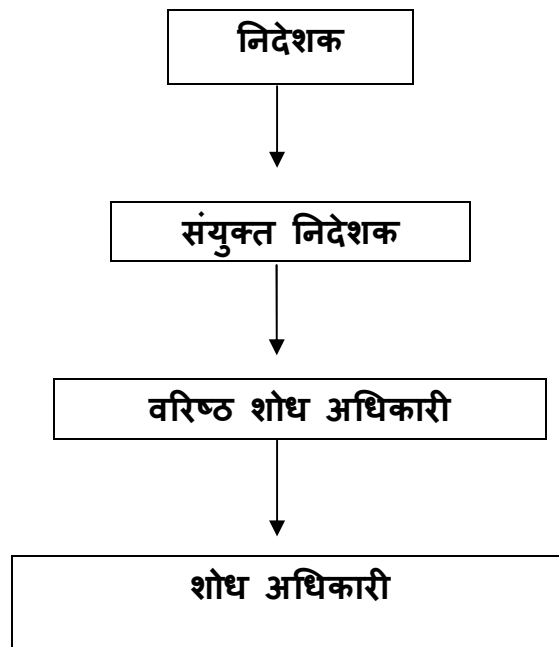 निदेशक
संयुक्त निदेशक
वरिष्ठ शोध अधिकारी
शोध अधिकारी